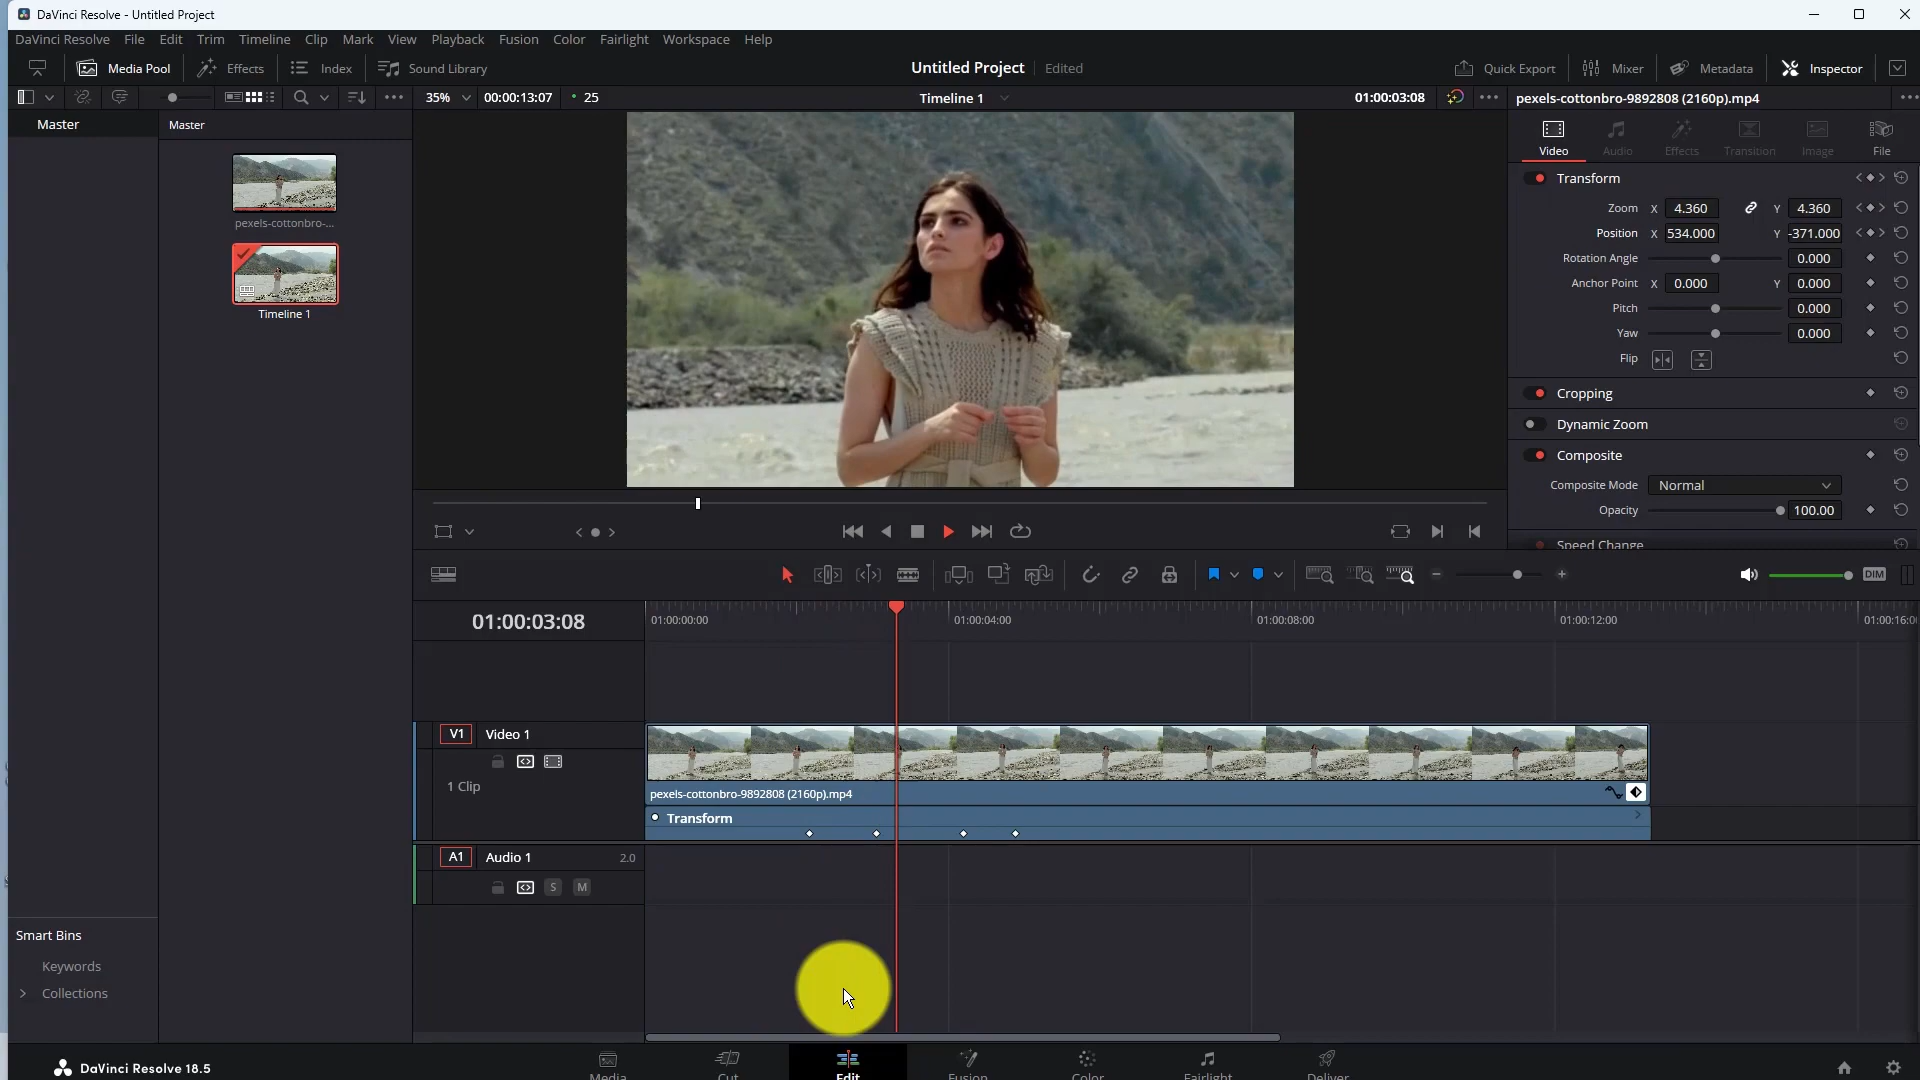 DaVinci Resolve - Untitled Project
DaVinci Resolve File Edit Trim Timeline Clip Mark View Playback Fusion Color Fairlight Workspace Help
Media Pool Effects Index Sound Library Untitled Project Edited Quick Export Mixer Metadata Inspector
35% 00:00:13:07 25 Timeline 1 01:00:03:08 pexels-cottonbro-9892808 (2160p).mp4
Master Master
Video Audio Effects Transition Image File
Transform
Zoom X 4.360 Y 4.360
pexels-cottonbro-...
Position X 534.000 Y -371.000
Rotation Angle 0.000
Anchor Point X 0.000 Y 0.000
Timeline 1
Pitch 0.000
Yaw 0.000
Flip
Cropping
Dynamic Zoom
Composite
Composite Mode Normal
Opacity 100.00
Speed Change
DIM
01:00:03:08 01:00:00:00 01:00:04:00 01:00:08:00 01:00:12:00 01:00:16:0
V1 Video 1
1 Clip
pexels-cottonbro-9892808 (2160p).mp4
Transform
A1 Audio 1 2.0
S M
Smart Bins
Keywords
Collections
DaVinci Resolve 18.5
Media Cut Edit Fusion Color Fairlight Deliver